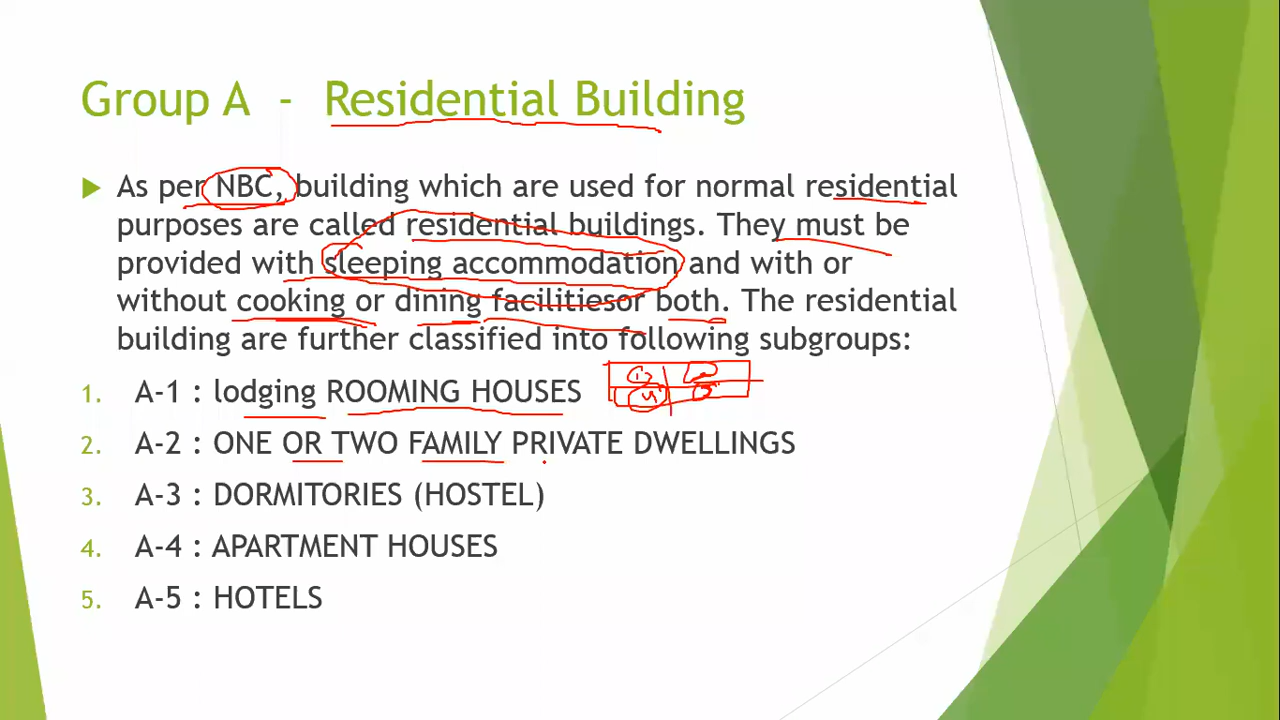 Group A - Residential Building
As per NBC, building which are used for normal residential
purposes are called residential buildings. They must be
provided with sleeping accommodation and with or
without cooking or dining facilitiesor both. The residential
building are further classified into following subgroups:
1. A-1 : lodging ROOMING HOUSES
2. A-2 : ONE OR TWO FAMILY PRIVATE DWELLINGS
3. A-3 : DORMITORIES (HOSTEL)
4. A-4 : APARTMENT HOUSES
5. A-5 : HOTELS